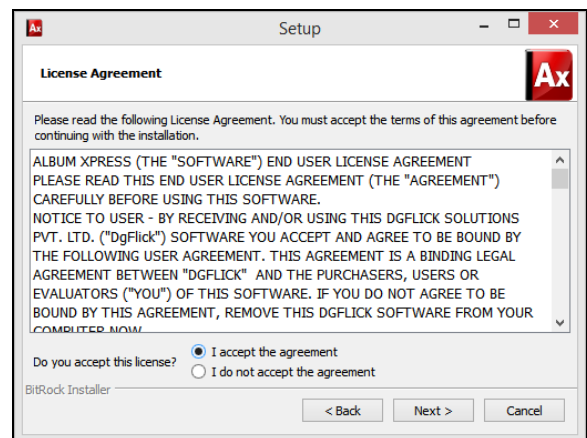 Ax
Setup
License Agreement
Ax
Please read the following License Agreement. You must accept the terms of this agreement before
continuing with the installation.
ALBUM XPRESS (THE "SOFTWARE") END USER LICENSE AGREEMENT
PLEASE READ THIS END USER LICENSE AGREEMENT (THE "AGREEMENT")
CAREFULLY BEFORE USING THIS SOFTWARE.
NOTICE TO USER - BY RECEIVING AND/OR USING THIS DGFLICK SOLUTIONS
PVT. LTD. ("DgFlick") SOFTWARE YOU ACCEPT AND AGREE TO BE BOUND BY
THE FOLLOWING USER AGREEMENT. THIS AGREEMENT IS A BINDING LEGAL
AGREEMENT BETWEEN "DGFLICK" AND THE PURCHASERS, USERS OR
EVALUATORS ("YOU") OF THIS SOFTWARE. IF YOU DO NOT AGREE TO BE
BOUND BY THIS AGREEMENT, REMOVE THIS DGFLICK SOFTWARE FROM YOUR
COMPUTER NOW
Do you accept this license?
I accept the agreement
I do not accept the agreement
BitRock Installer
< Back
Next >
Cancel